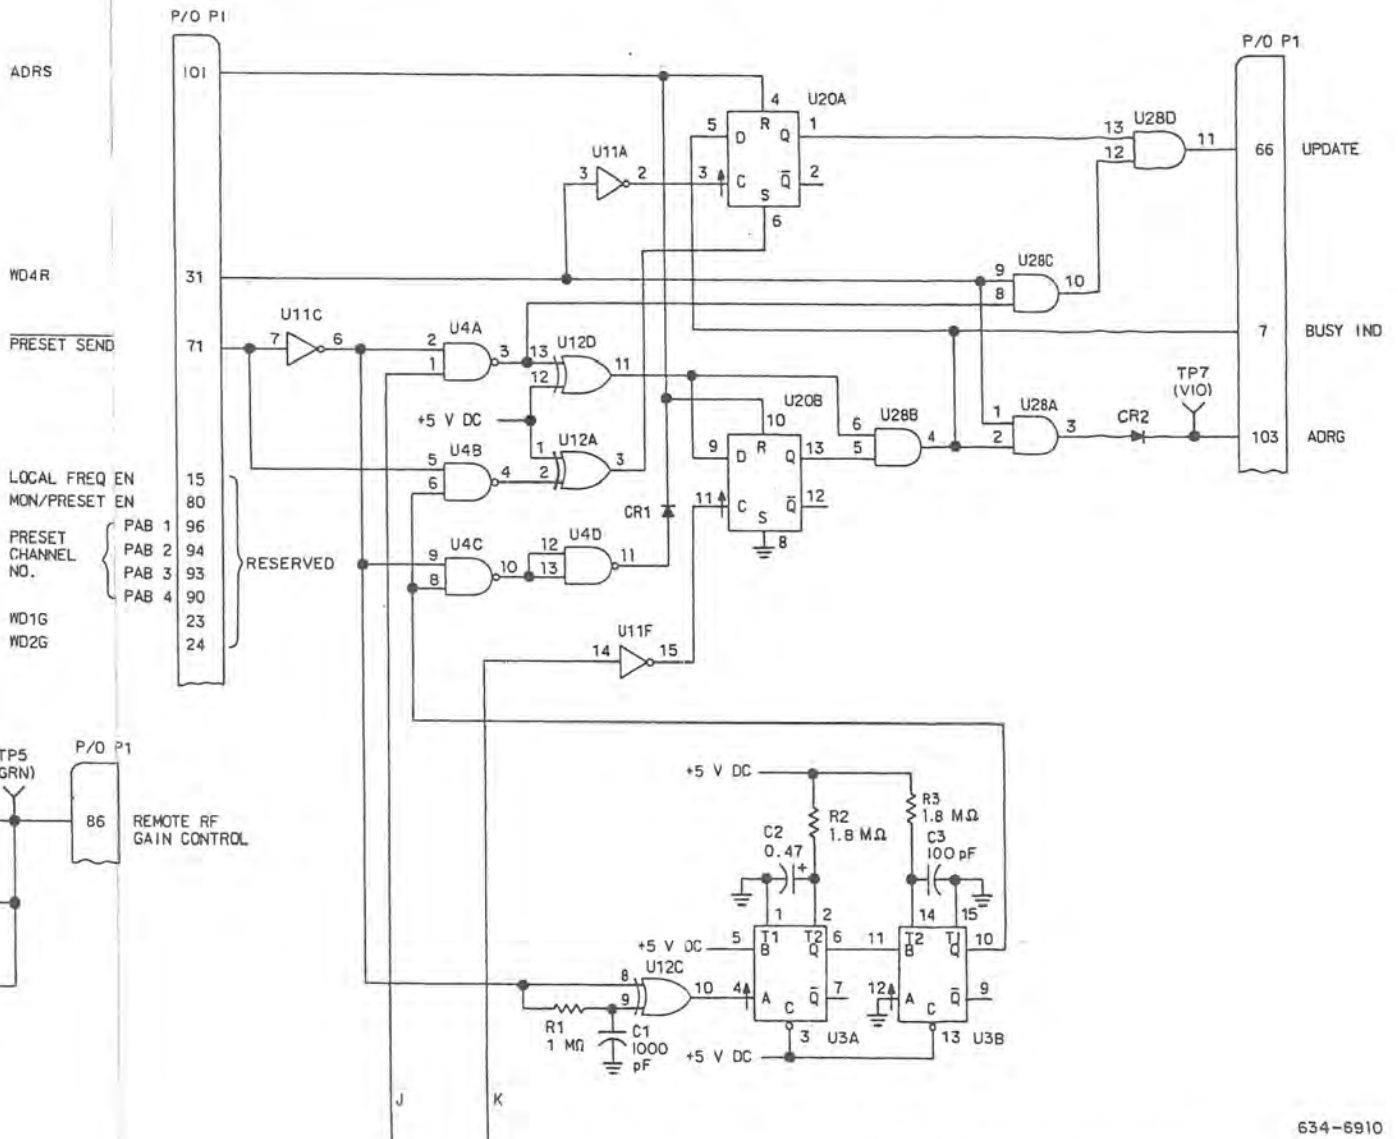 P/O P1
P/O P1
ADRS 101
4 U20A
5 D R Q 1
13 U28D
12 11 66 UPDATE
U11A
3 2 3 C Q 2
S
6
WD4R 31
9 U28C
8 10
PRESET SEND 71
7 U11C 6
2 U4A 3
1
13 U12D 11
12
7 BUSY IND
TP7
(VIO)
+5 V DC
10 U20B
9 D R Q 13
6 U28B
5 4
1 U28A
2 3
CR2
103 ADRG
U4B
5
6 4
1 U12A
2 3
11 C Q 12
S
8
LOCAL FREQ EN 15
MON/PRESET EN 80
PRESET
CHANNEL
NO.
PAB 1 96
PAB 2 94
PAB 3 93
PAB 4 90
WD1G 23
WD2G 24
RESERVED
CR1
9 U4C
8 10
12 U4D
13 11
U11F
14 15
TP5
GRN)
P/O P1
86 REMOTE RF
GAIN CONTROL
+5 V DC
R2
1.8 MΩ
R3
1.8 MΩ
C2
0.47 +
C3
100 pF
1 2 14 15
+5 V DC 5 T1 T2 6 11 T2 T1 10
B Q B Q
8 U12C
9 10 4 A Q 7
12 A Q 9
C C
R1
1 MΩ
C1
1000
pF
3 U3A
13 U3B
+5 V DC
J K
634-6910